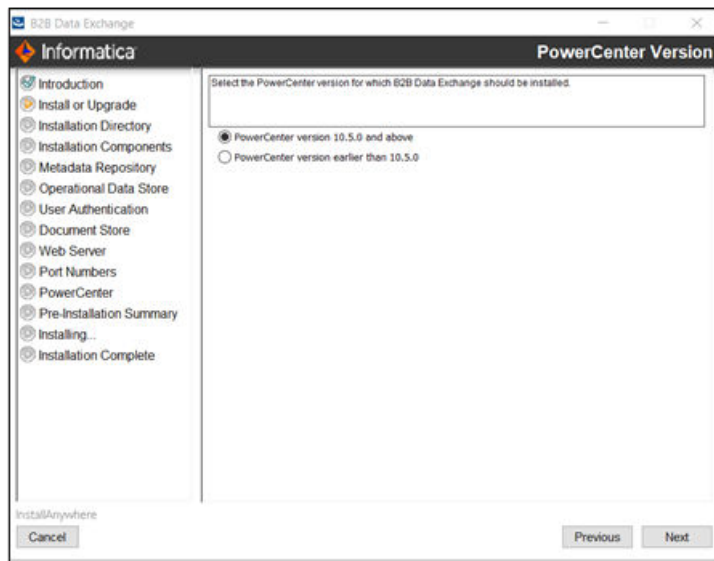 B2B Data Exchange
Informatica
PowerCenter Version
Introduction
Install or Upgrade
Installation Directory
Installation Components
Metadata Repository
Operational Data Store
User Authentication
Document Store
Web Server
Port Numbers
PowerCenter
Pre-Installation Summary
Installing...
Installation Complete
Select the PowerCenter version for which B2B Data Exchange should be installed.
PowerCenter version 10.5.0 and above
PowerCenter version earlier than 10.5.0
InstallAnywhere
Cancel
Previous
Next